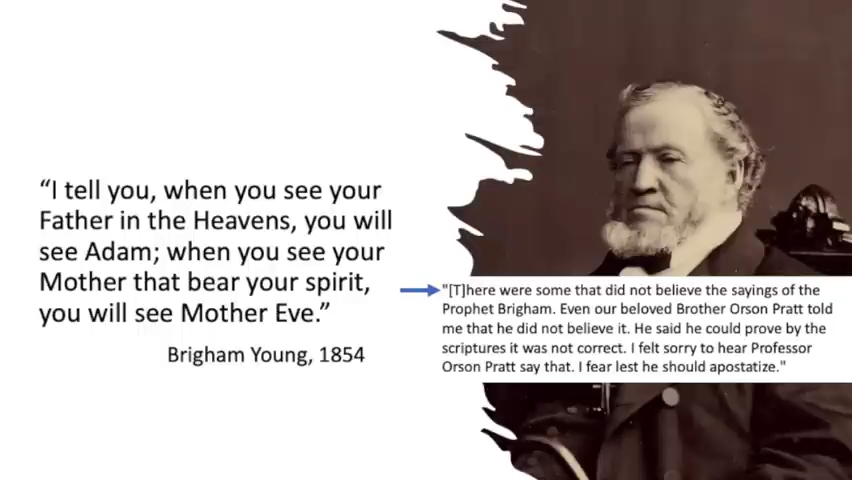 “I tell you, when you see your
Father in the Heavens, you will
see Adam; when you see your
Mother that bear your spirit,
you will see Mother Eve.”
Brigham Young, 1854
"[T]here were some that did not believe the sayings of the
Prophet Brigham. Even our beloved Brother Orson Pratt told
me that he did not believe it. He said he could prove by the
scriptures it was not correct. I felt sorry to hear Professor
Orson Pratt say that. I fear lest he should apostatize."